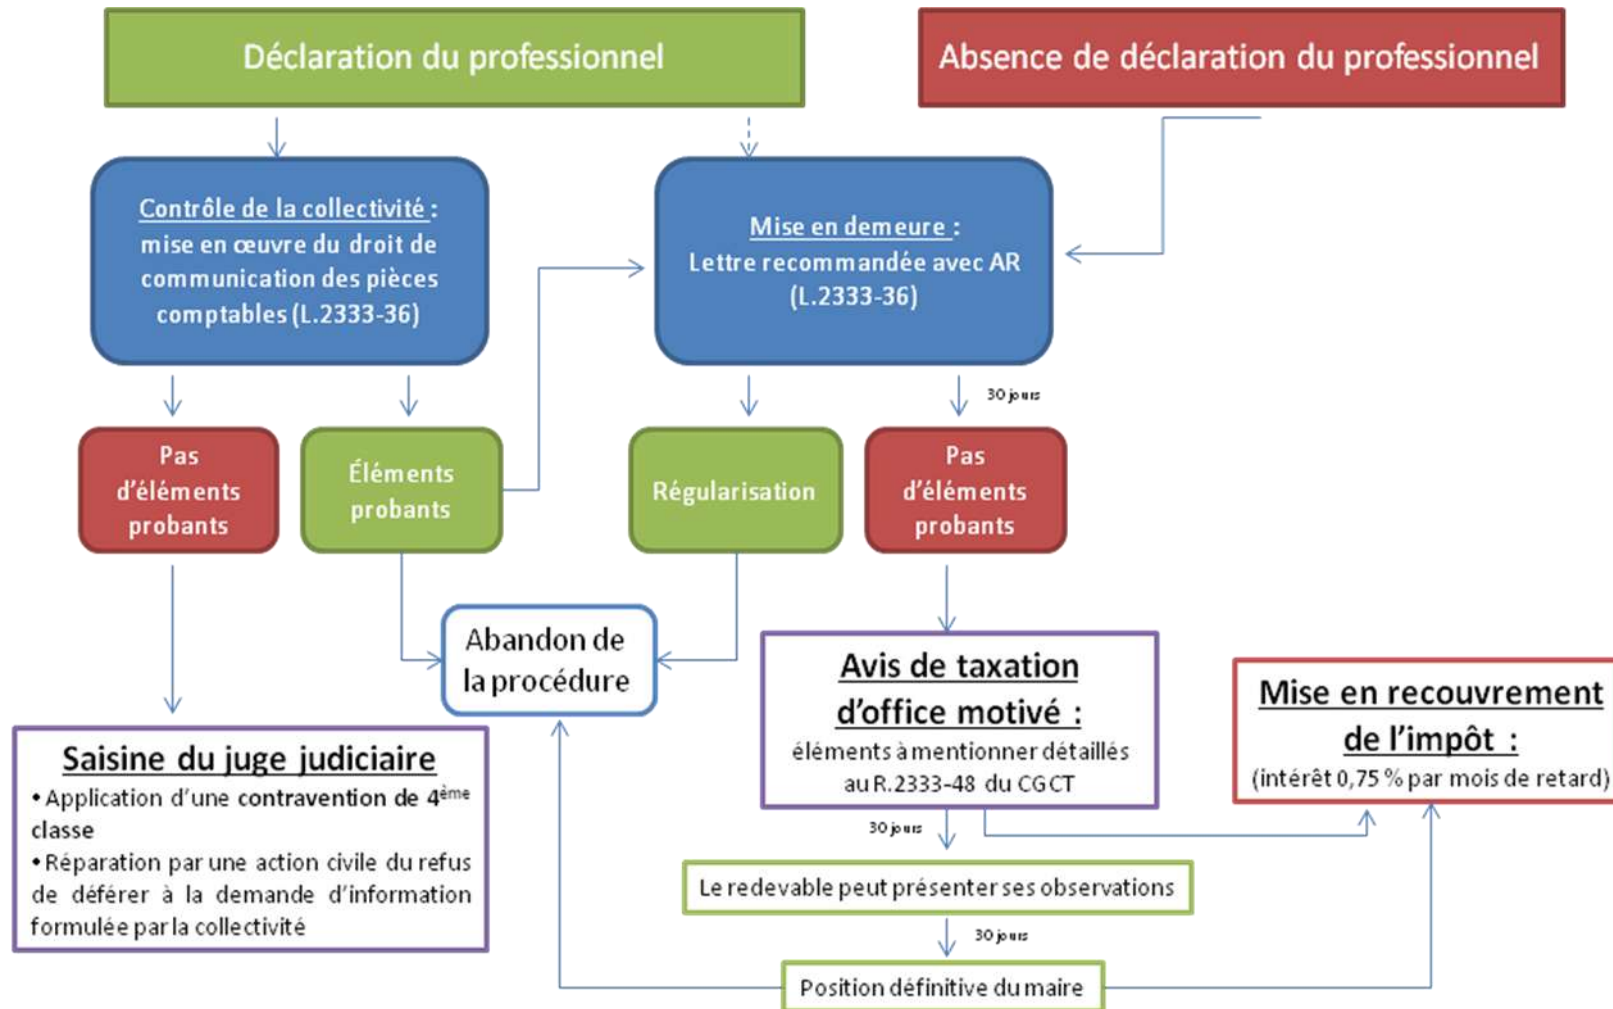 Déclaration du professionnel
Absence de déclaration du professionnel
Contrôle de la collectivité :
mise en œuvre du droit de
communication des pièces
comptables (L.2333-36)
Mise en demeure :
Lettre recommandée avec AR
(L.2333-36)
30 jours
Pas
d'éléments
probants
Éléments
probants
Régularisation
Pas
d'éléments
probants
Abandon de
la procédure
Avis de taxation
d'office motivé :
éléments à mentionner détaillés
au R.2333-48 du CGCT
Mise en recouvrement
de l'impôt :
(intérêt 0,75 % par mois de retard)
Saisine du juge judiciaire
• Application d'une contravention de 4ème
classe
• Réparation par une action civile du refus
de déférer à la demande d'information
formulée par la collectivité
30 jours
Le redevable peut présenter ses observations
30 jours
Position définitive du maire